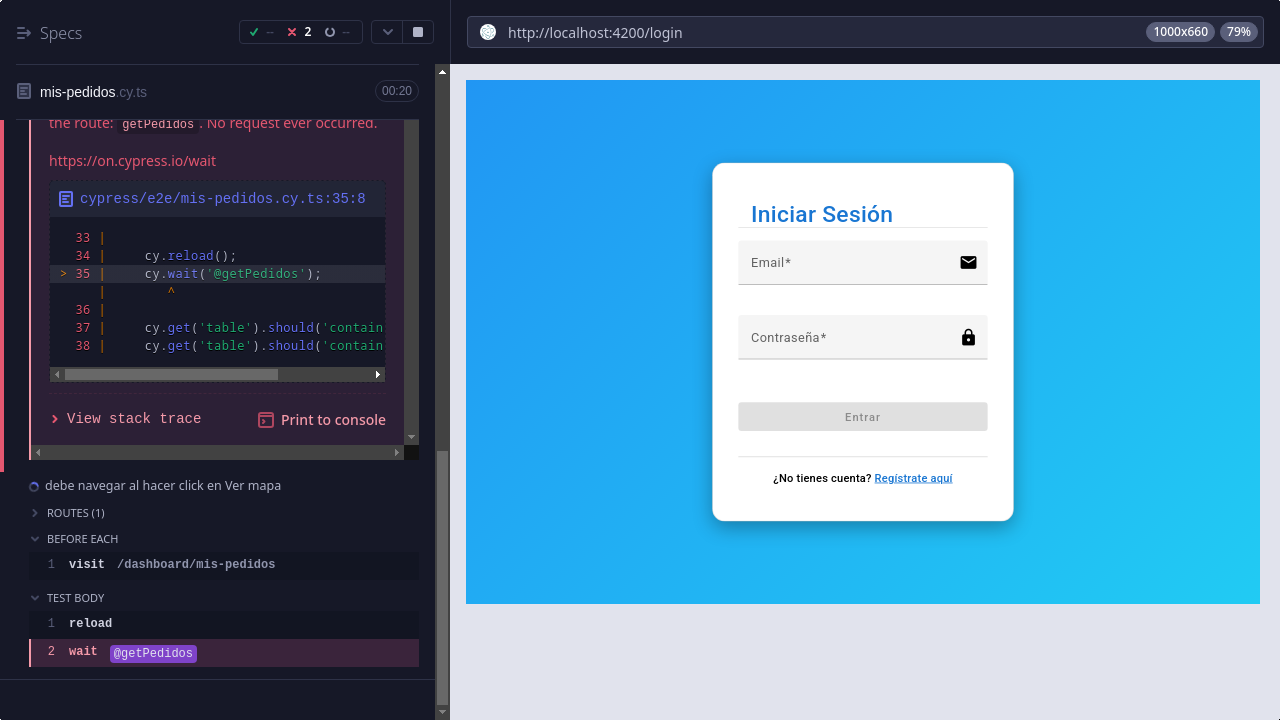 Specs
-- 2 --
mis-pedidos.cy.ts
00:20
the route: getPedidos. No request ever occurred.
https://on.cypress.io/wait
cypress/e2e/mis-pedidos.cy.ts:35:8
33 |
34 | cy.reload();
> 35 | cy.wait('@getPedidos');
| ^
36 |
37 | cy.get('table').should('contain
38 | cy.get('table').should('contain
View stack trace
Print to console
debe navegar al hacer click en Ver mapa
ROUTES (1)
BEFORE EACH
1 visit /dashboard/mis-pedidos
TEST BODY
1 reload
2 wait @getPedidos
http://localhost:4200/login
1000x660
79%
Iniciar Sesión
Email*
Contraseña*
Entrar
¿No tienes cuenta? Regístrate aquí